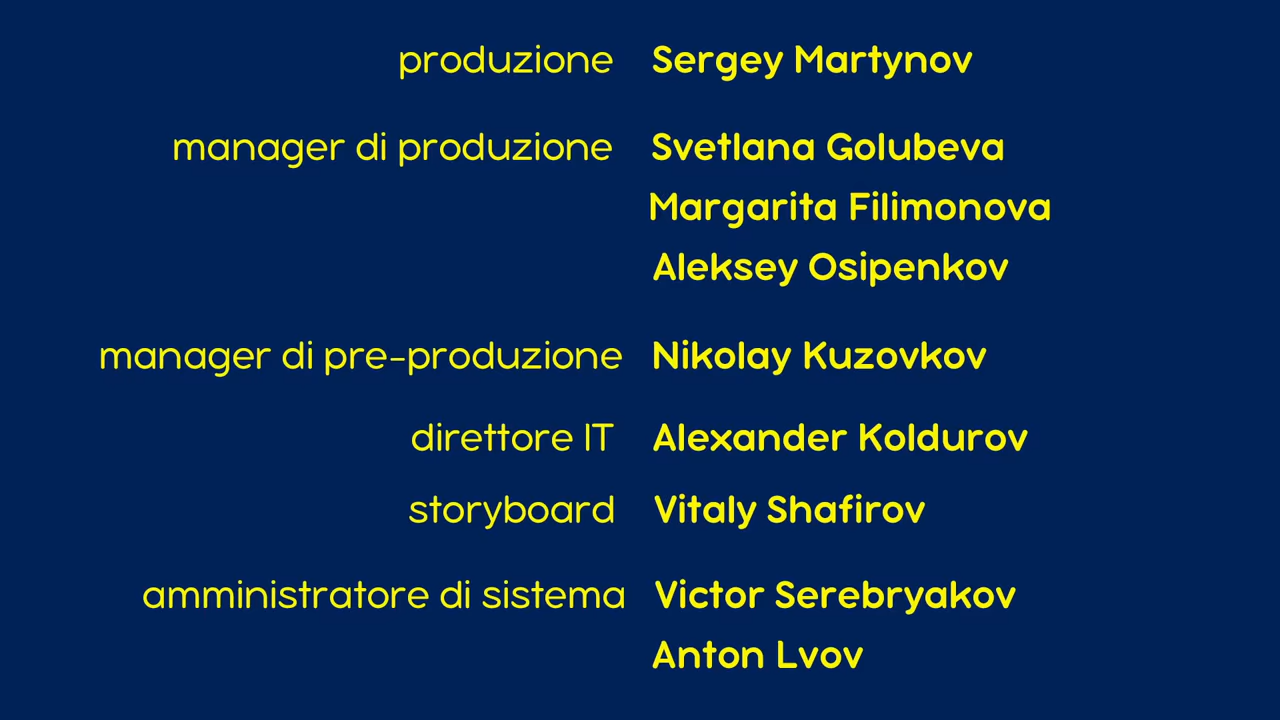 produzione Sergey Martynov
manager di produzione Svetlana Golubeva
Margarita Filimonova
Aleksey Osipenkov
manager di pre-produzione Nikolay Kuzovkov
direttore IT Alexander Koldurov
storyboard Vitaly Shafirov
amministratore di sistema Victor Serebryakov
Anton Lvov